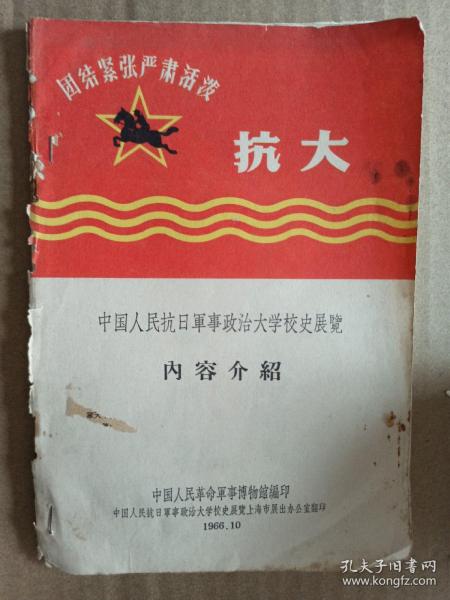 团结紧张严肃活泼
抗大
中国人民抗日軍事政治大学校史展覽
內容介紹
中国人民革命軍事博物館編印
中国人民抗日軍事政治大学校史展覽上海市展出办公室翻印
1966.10
孔夫子旧书网
www.kongfz.com